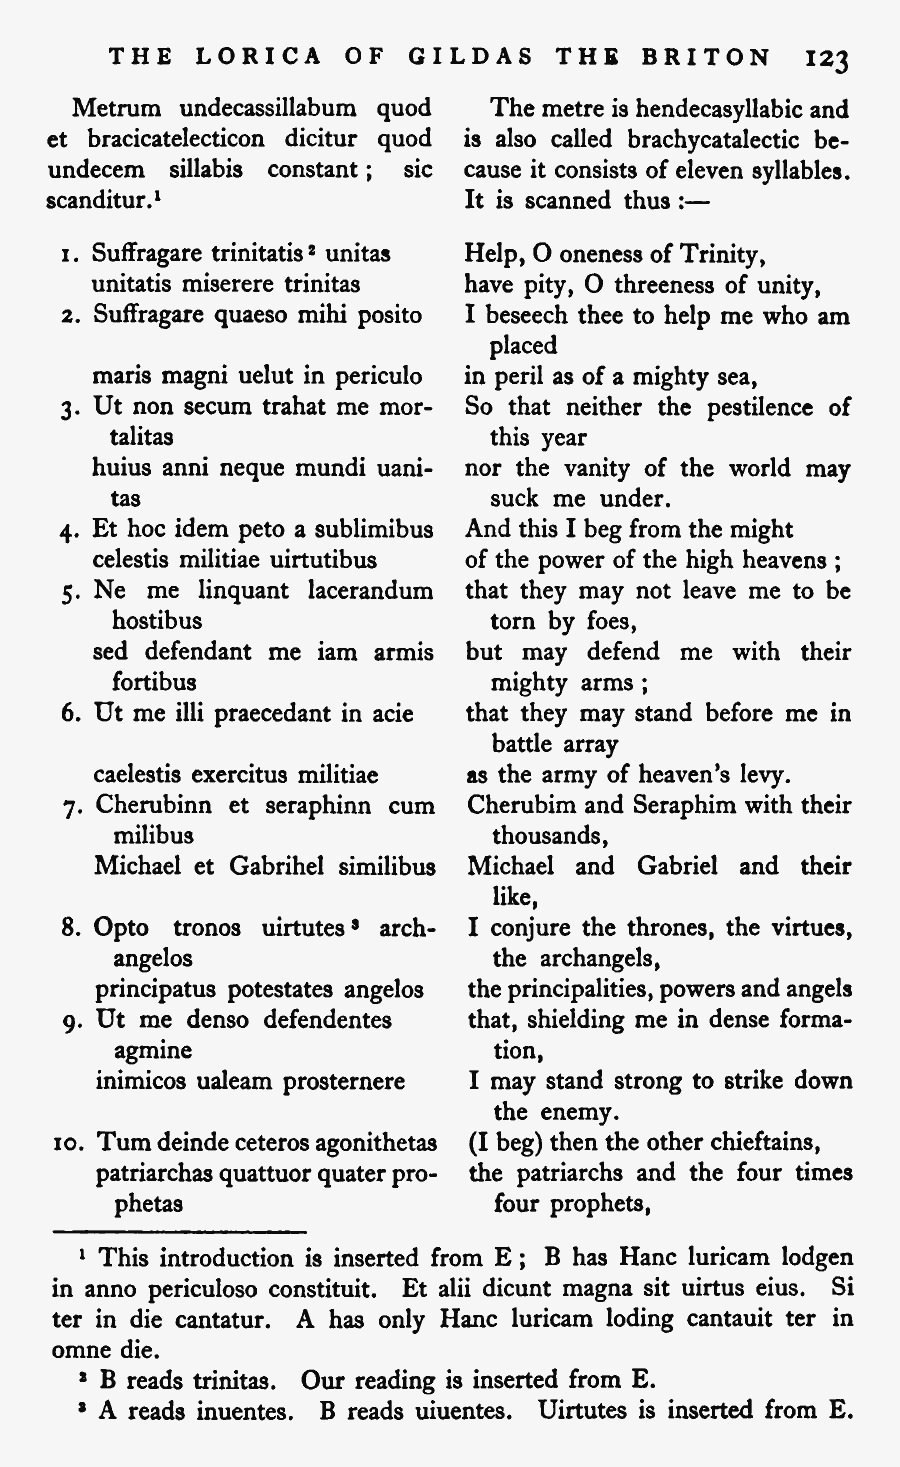 THE LORICA OF GILDAS THE BRITON 123
Metrum undecassillabum quod
et bracicatelecticon dicitur quod
undecem sillabis constant ; sic
scanditur.¹
The metre is hendecasyllabic and
is also called brachycatalectic be-
cause it consists of eleven syllables.
It is scanned thus :—
1. Suffragare trinitatis² unitas
unitatis miserere trinitas
2. Suffragare quaeso mihi posito
maris magni uelut in periculo
3. Ut non secum trahat me mor-
talitas
huius anni neque mundi uani-
tas
4. Et hoc idem peto a sublimibus
celestis militiae uirtutibus
5. Ne me linquant lacerandum
hostibus
sed defendant me iam armis
fortibus
6. Ut me illi praecedant in acie
caelestis exercitus militiae
7. Cherubinn et seraphinn cum
milibus
Michael et Gabrihel similibus
8. Opto tronos uirtutes³ arch-
angelos
principatus potestates angelos
9. Ut me denso defendentes
agmine
inimicos ualeam prosternere
10. Tum deinde ceteros agonithetas
patriarchas quattuor quater pro-
phetas
Help, O oneness of Trinity,
have pity, O threeness of unity,
I beseech thee to help me who am
placed
in peril as of a mighty sea,
So that neither the pestilence of
this year
nor the vanity of the world may
suck me under.
And this I beg from the might
of the power of the high heavens ;
that they may not leave me to be
torn by foes,
but may defend me with their
mighty arms ;
that they may stand before me in
battle array
as the army of heaven's levy.
Cherubim and Seraphim with their
thousands,
Michael and Gabriel and their
like,
I conjure the thrones, the virtues,
the archangels,
the principalities, powers and angels
that, shielding me in dense forma-
tion,
I may stand strong to strike down
the enemy.
(I beg) then the other chieftains,
the patriarchs and the four times
four prophets,
¹ This introduction is inserted from E ; B has Hanc luricam lodgen
in anno periculoso constituit. Et alii dicunt magna sit uirtus eius. Si
ter in die cantatur. A has only Hanc luricam loding cantauit ter in
omne die.
² B reads trinitas. Our reading is inserted from E.
³ A reads inuentes. B reads uiuentes. Uirtutes is inserted from E.